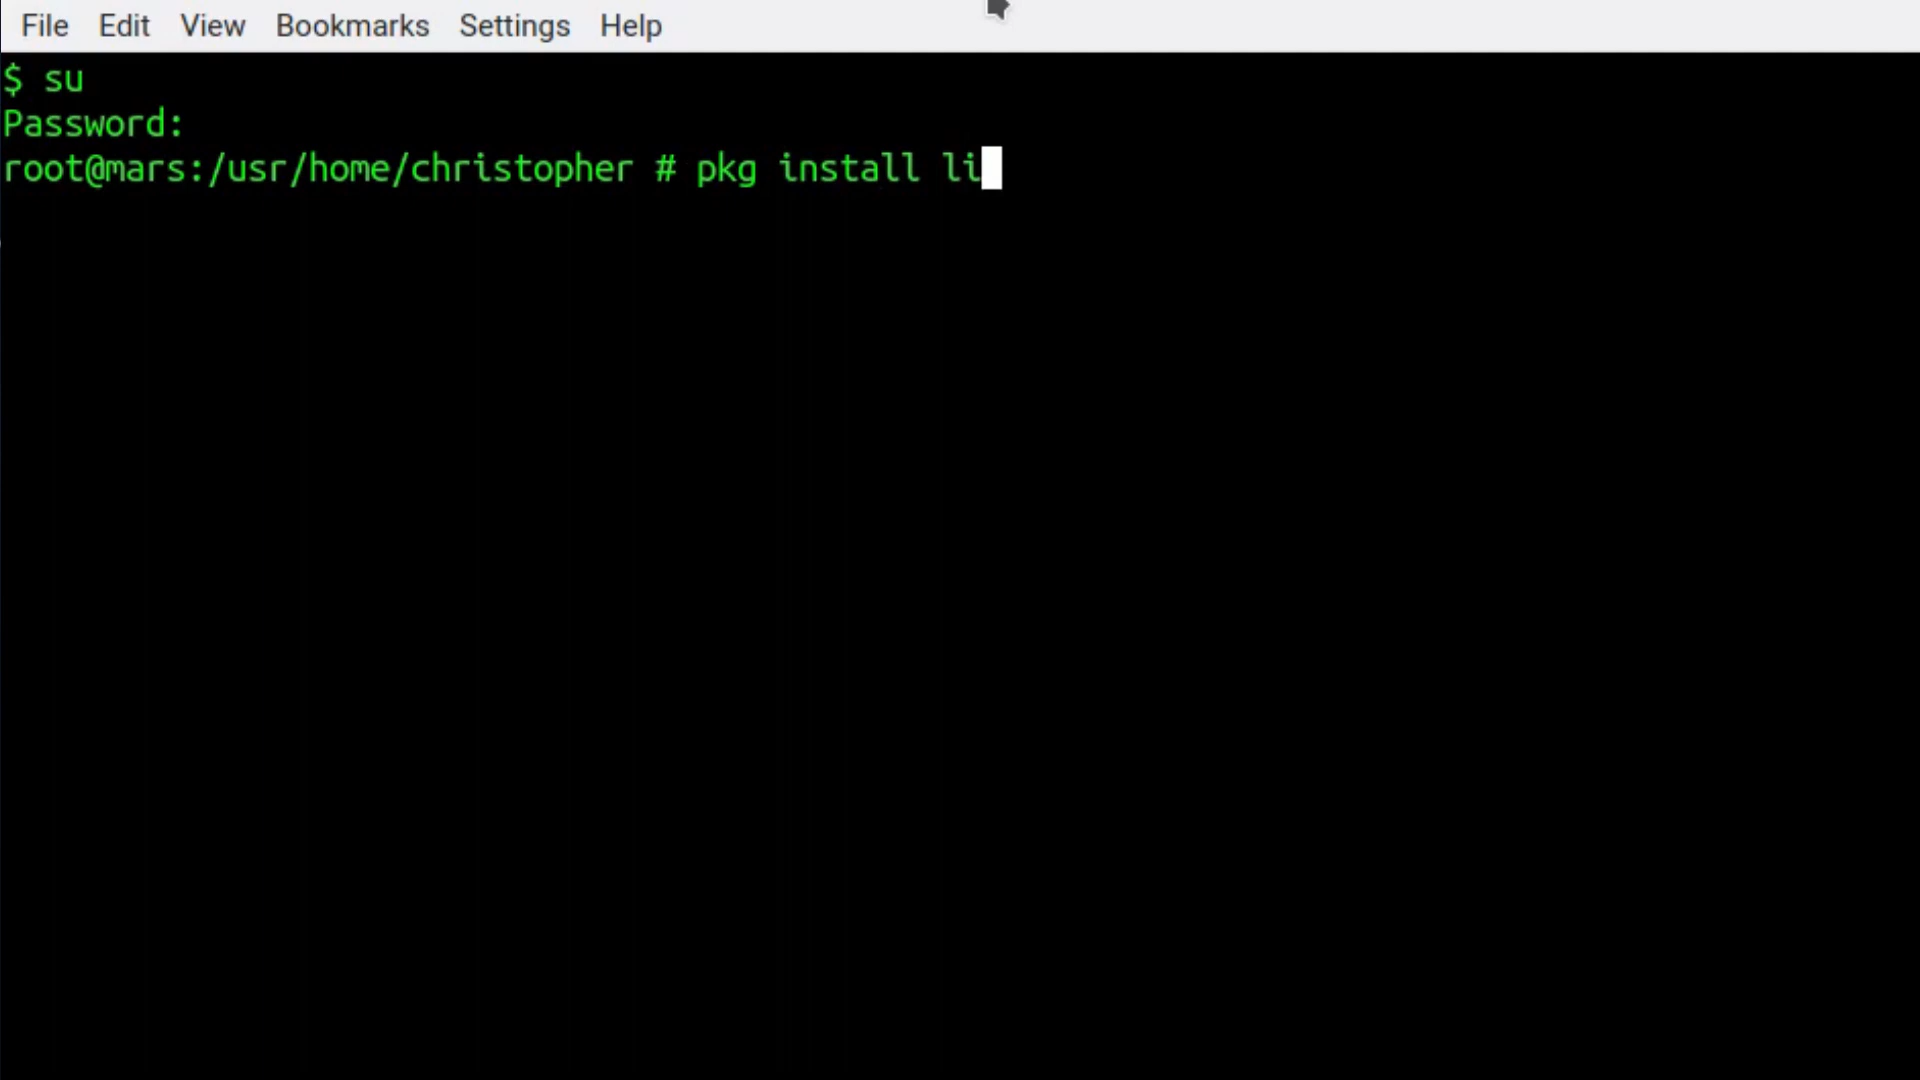 File Edit View Bookmarks Settings Help
$ su
Password:
root@mars:/usr/home/christopher # pkg install li